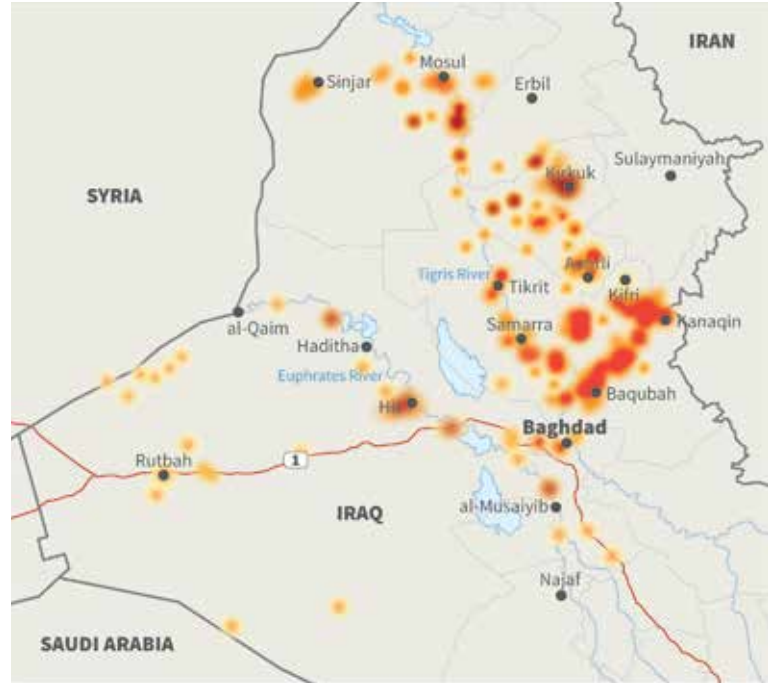 IRAN
Mosul
Sinjar
Erbil
Sulaymaniyah
Kirkuk
SYRIA
Tigris River
Amerli
Tikrit
Kifri
al-Qaim
Kanaqin
Samarra
Haditha
Euphrates River
Hit
Baqubah
Baghdad
1
Rutbah
al-Musaiyib
IRAQ
Najaf
SAUDI ARABIA